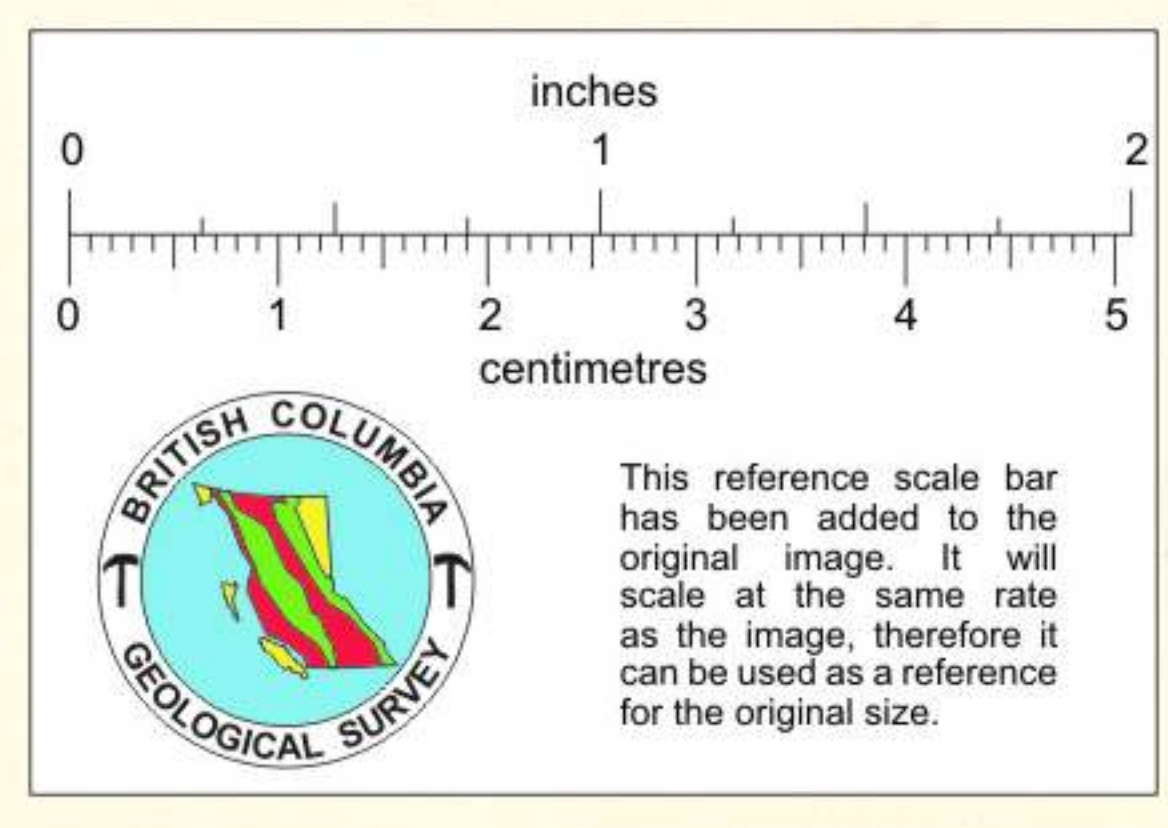 inches
0 1 2
0 1 2 3 4 5
centimetres
BRITISH COLUMBIA
GEOLOGICAL SURVEY
This reference scale bar
has been added to the
original image. It will
scale at the same rate
as the image, therefore it
can be used as a reference
for the original size.